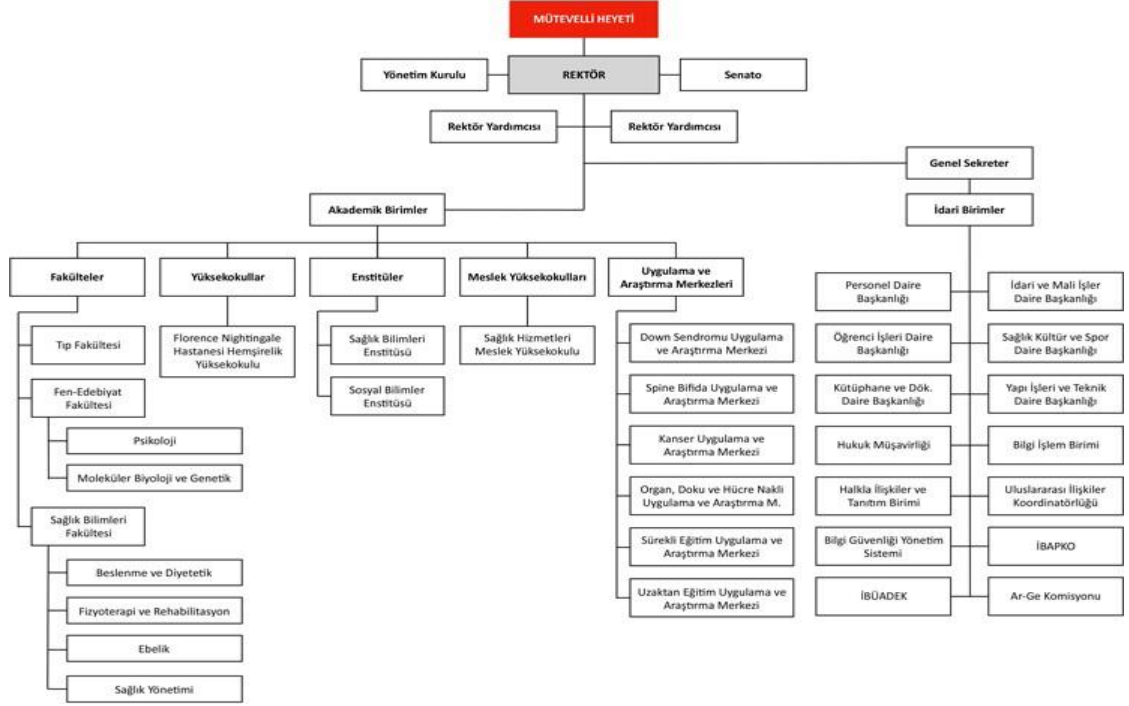 MÜTEVELLİ HEYETİ
Yönetim Kurulu
REKTÖR
Senato
Rektör Yardımcısı
Rektör Yardımcısı
Genel Sekreter
Akademik Birimler
İdari Birimler
Fakülteler
Yüksekokullar
Enstitüler
Meslek Yüksekokulları
Uygulama ve
Araştırma Merkezleri
Tıp Fakültesi
Fen-Edebiyat
Fakültesi
Psikoloji
Moleküler Biyoloji ve Genetik
Sağlık Bilimleri
Fakültesi
Beslenme ve Diyetetik
Fizyoterapi ve Rehabilitasyon
Ebelik
Sağlık Yönetimi
Florence Nightingale
Hastanesi Hemşirelik
Yüksekokulu
Sağlık Bilimleri
Enstitüsü
Sosyal Bilimler
Enstitüsü
Sağlık Hizmetleri
Meslek Yüksekokulu
Down Sendromu Uygulama
ve Araştırma Merkezi
Spine Bifida Uygulama ve
Araştırma Merkezi
Kanser Uygulama ve
Araştırma Merkezi
Organ, Doku ve Hücre Nakli
Uygulama ve Araştırma M.
Sürekli Eğitim Uygulama ve
Araştırma Merkezi
Uzaktan Eğitim Uygulama ve
Araştırma Merkezi
Personel Daire
Başkanlığı
Öğrenci İşleri Daire
Başkanlığı
Kütüphane ve Dök.
Daire Başkanlığı
Hukuk Müşavirliği
Halkla İlişkiler ve
Tanıtım Birimi
Bilgi Güvenliği Yönetim
Sistemi
İBÜADEK
İdari ve Mali İşler
Daire Başkanlığı
Sağlık Kültür ve Spor
Daire Başkanlığı
Yapı İşleri ve Teknik
Daire Başkanlığı
Bilgi İşlem Birimi
Uluslararası İlişkiler
Koordinatörlüğü
İBAPKO
Ar-Ge Komisyonu